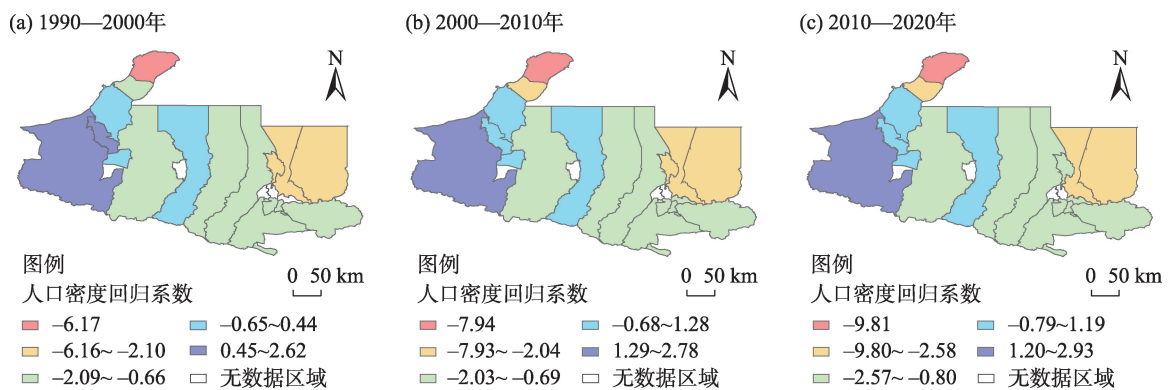 (a) 1990—2000年
N
图例
0 50 km
人口密度回归系数
–6.17
–0.65~0.44
–6.16~ –2.10
0.45~2.62
–2.09~ –0.66
无数据区域
(b) 2000—2010年
N
图例
0 50 km
人口密度回归系数
–7.94
–0.68~1.28
–7.93~ –2.04
1.29~2.78
–2.03~ –0.69
无数据区域
(c) 2010—2020年
N
图例
0 50 km
人口密度回归系数
–9.81
–0.79~1.19
–9.80~ –2.58
1.20~2.93
–2.57~ –0.80
无数据区域